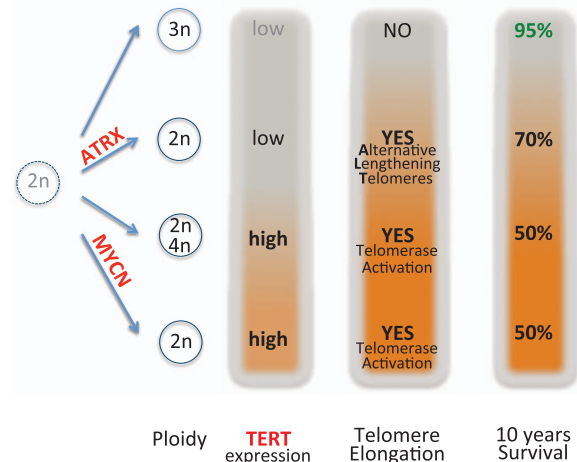 3n low NO 95%
ATRX
2n low YES 70%
Alternative
Lengthening
Telomeres
2n
2n
4n high YES 50%
Telomerase
Activation
MYCN
2n high YES 50%
Telomerase
Activation
Ploidy TERT Telomere 10 years
expression Elongation Survival